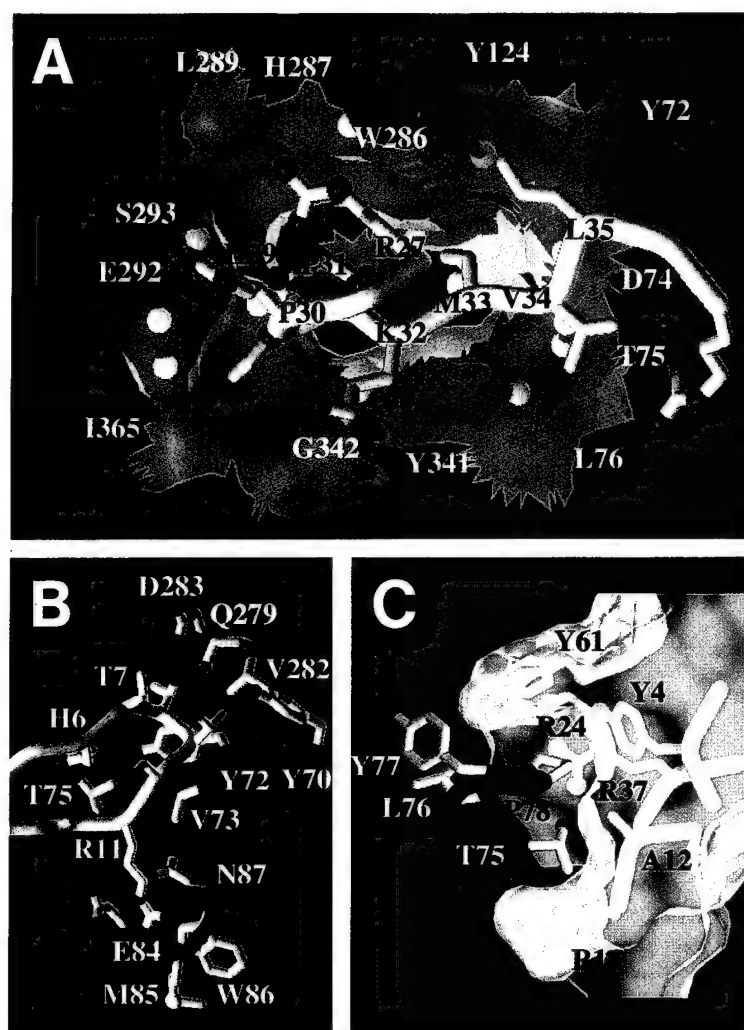 A
L289
H287
Y124
Y72
W286
S293
L35
R27
E292
D74
P30
M33
V34
K32
T75
I365
G342
Y341
L76
B
D283
Q279
T7
V282
H6
Y72
Y70
T75
V73
R11
N87
E84
M85
W86
C
Y61
Y4
R24
Y77
R37
L76
T75
A12